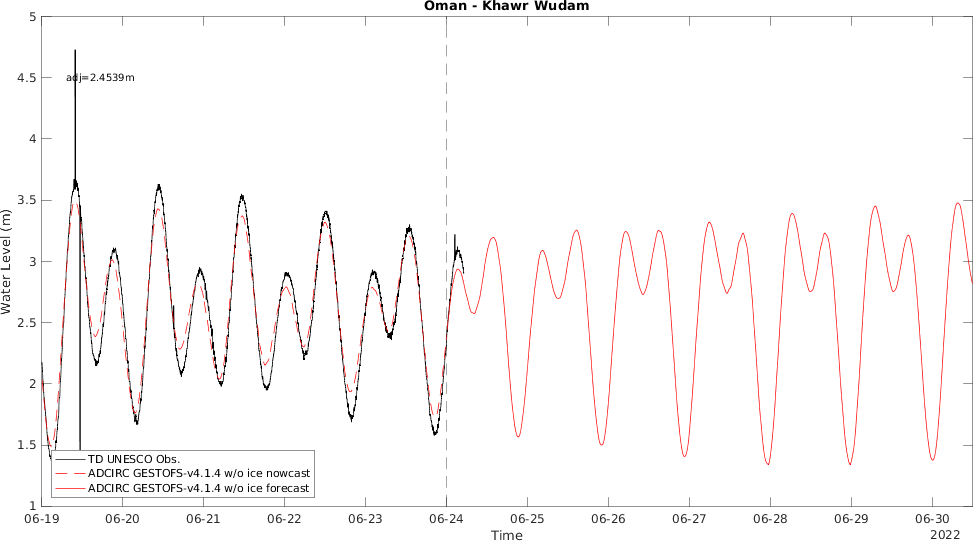 Oman - Khawr Wudam
5
4.5
4
3.5
3
2.5
2
1.5
1
Water Level (m)
adj=2.4539m
TD UNESCO Obs.
ADCIRC GESTOFS-v4.1.4 w/o ice nowcast
ADCIRC GESTOFS-v4.1.4 w/o ice forecast
06-19 06-20 06-21 06-22 06-23 06-24 06-25 06-26 06-27 06-28 06-29 06-30
Time
2022